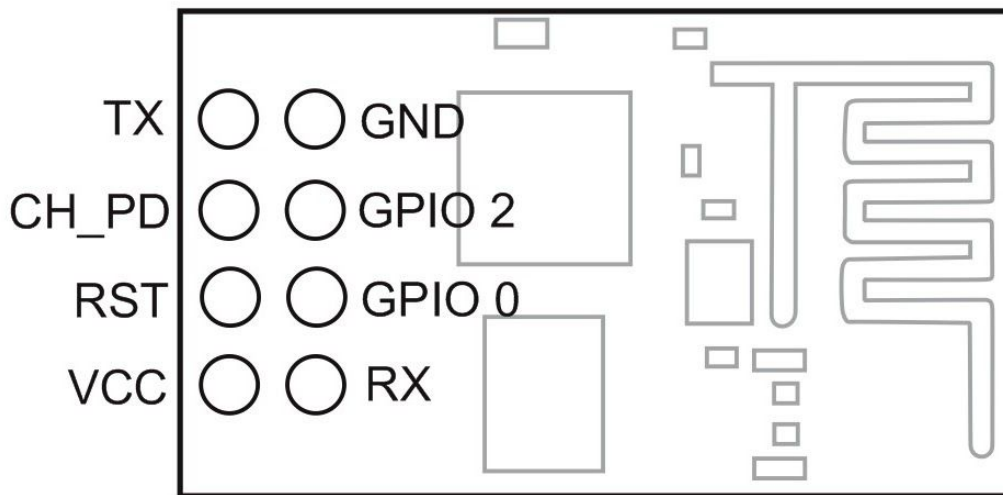 TX GND
CH_PD GPIO 2
RST GPIO 0
VCC RX